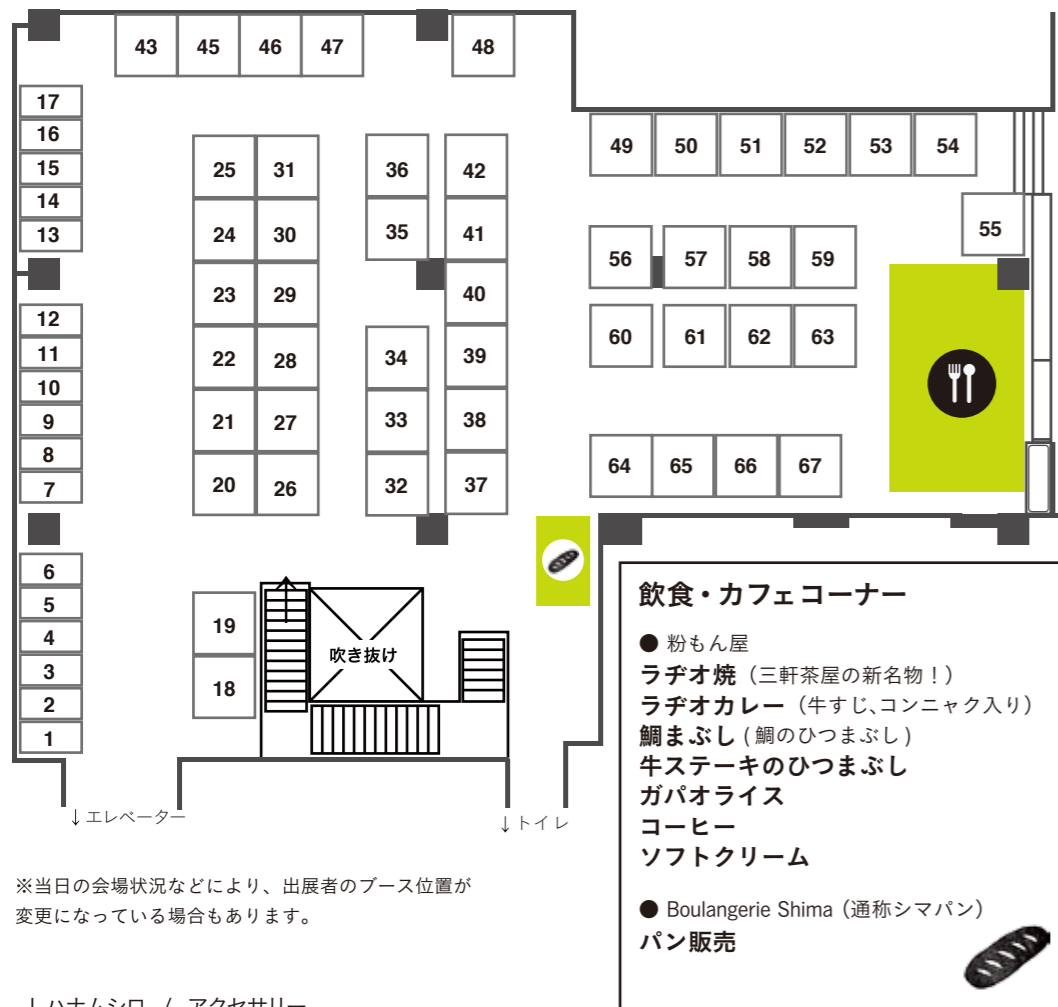 43 45 46 47 48
17
16
15
14
13
12
11
10
9
8
7
6
5
4
3
2
1
25 31
24 30
23 29
22 28
21 27
20 26
19
18
36 42
35 41
40
34 39
33 38
32 37
49 50 51 52 53 54
55
56 57 58 59
60 61 62 63
64 65 66 67
吹き抜け
↓エレベーター
↓トイレ
※当日の会場状況などにより、出展者のブース位置が
変更になっている場合もあります。
飲食・カフェコーナー
● 粉もん屋
ラヂオ焼（三軒茶屋の新名物！）
ラヂオカレー（牛すじ、コンニャク入り）
鯛まぶし ( 鯛のひつまぶし )
牛ステーキのひつまぶし
ガパオライス
コーヒー
ソフトクリーム
● Boulangerie Shima（通称シマパン）
パン販売